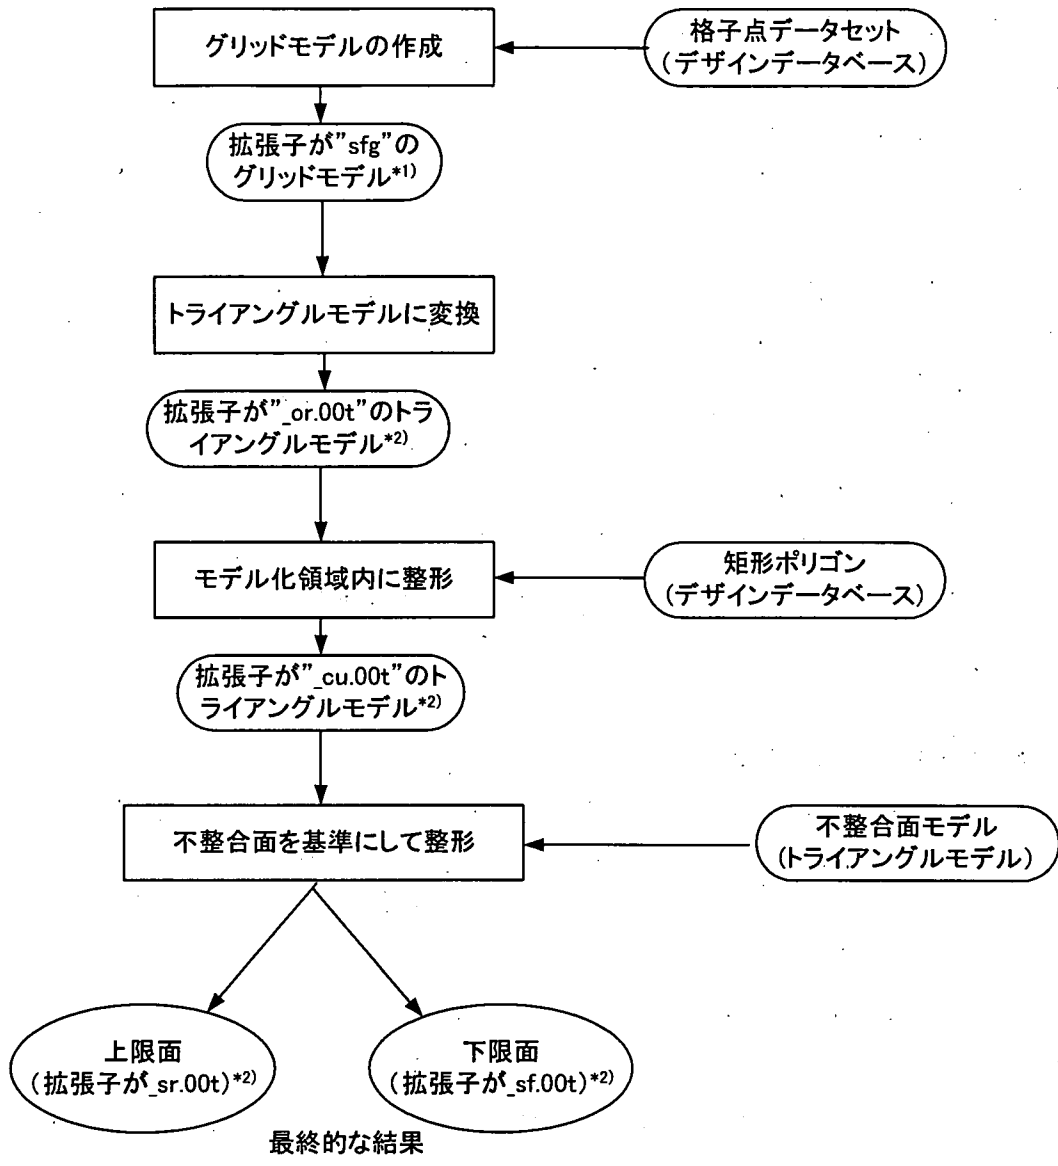 グリッドモデルの作成
格子点データセット
(デザインデータベース)
拡張子が”sfg”の
グリッドモデル*1)
トライアングルモデルに変換
拡張子が”_or.00t”のトラ
イアングルモデル*2)
モデル化領域内に整形
矩形ポリゴン
(デザインデータベース)
拡張子が”_cu.00t”のト
ライアングルモデル*2)
不整合面を基準にして整形
不整合面モデル
(トライアングルモデル)
上限面
(拡張子が_sr.00t)*2)
下限面
(拡張子が_sf.00t)*2)
最終的な結果